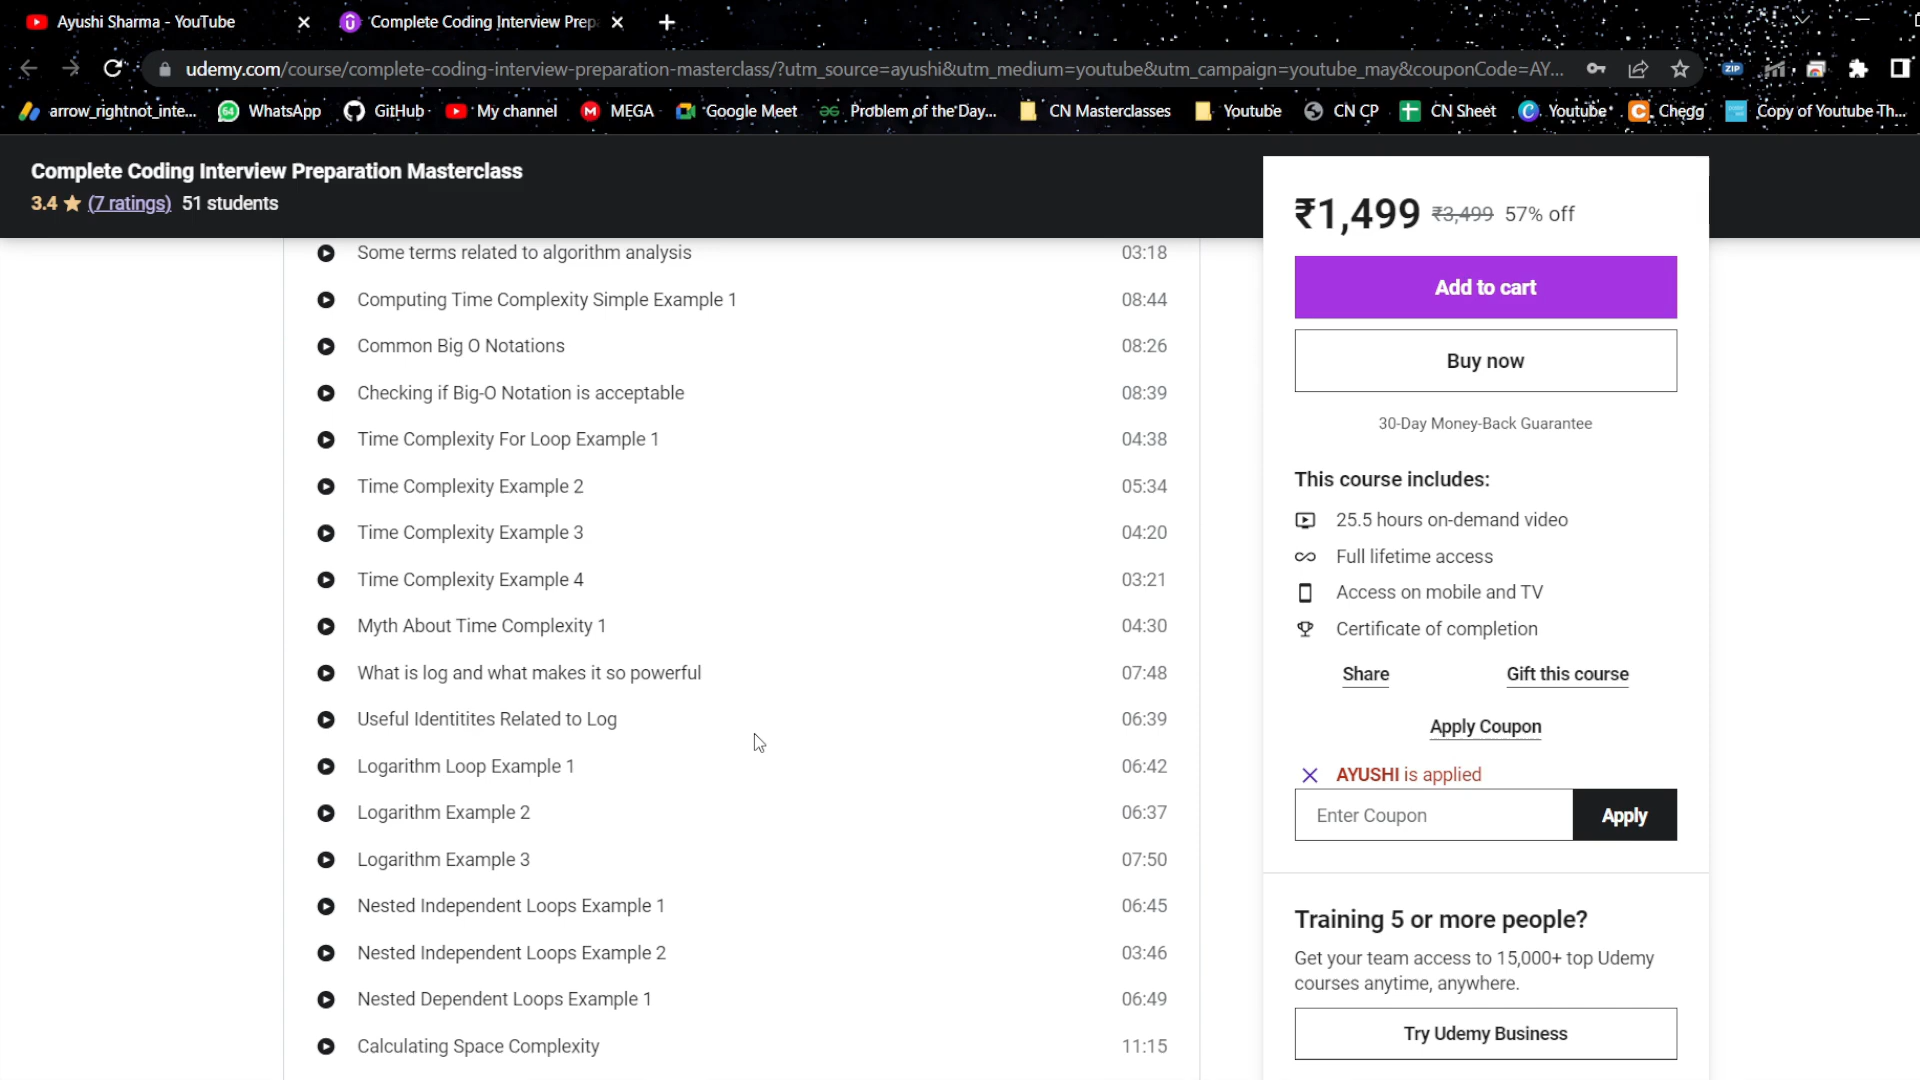 Ayushi Sharma - YouTube
Complete Coding Interview Prep
udemy.com/course/complete-coding-interview-preparation-masterclass/?utm_source=ayushi&utm_medium=youtube&utm_campaign=youtube_may&couponCode=AY...
ZIP
arrow_rightnot_inte... WhatsApp GitHub My channel MEGA Google Meet Problem of the Day... CN Masterclasses Youtube CN CP CN Sheet Youtube Chegg Copy of Youtube Th...
Complete Coding Interview Preparation Masterclass
3.4 ★ (7 ratings) 51 students
Some terms related to algorithm analysis 03:18
Computing Time Complexity Simple Example 1 08:44
Common Big O Notations 08:26
Checking if Big-O Notation is acceptable 08:39
Time Complexity For Loop Example 1 04:38
Time Complexity Example 2 05:34
Time Complexity Example 3 04:20
Time Complexity Example 4 03:21
Myth About Time Complexity 1 04:30
What is log and what makes it so powerful 07:48
Useful Identitites Related to Log 06:39
Logarithm Loop Example 1 06:42
Logarithm Example 2 06:37
Logarithm Example 3 07:50
Nested Independent Loops Example 1 06:45
Nested Independent Loops Example 2 03:46
Nested Dependent Loops Example 1 06:49
Calculating Space Complexity 11:15
₹1,499 ₹3,499 57% off
Add to cart
Buy now
30-Day Money-Back Guarantee
This course includes:
25.5 hours on-demand video
Full lifetime access
Access on mobile and TV
Certificate of completion
Share Gift this course
Apply Coupon
AYUSHI is applied
Enter Coupon Apply
Training 5 or more people?
Get your team access to 15,000+ top Udemy
courses anytime, anywhere.
Try Udemy Business